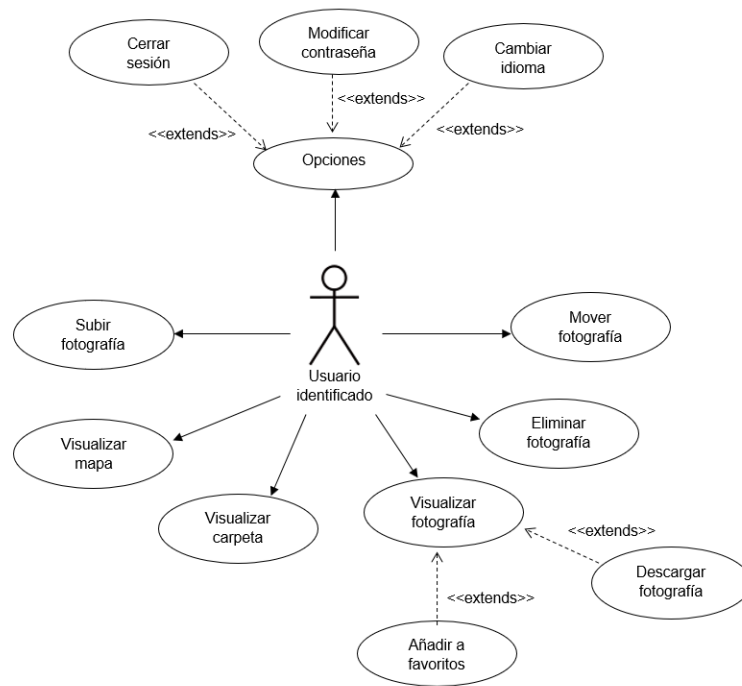 Cerrar
sesión
Modificar
contraseña
Cambiar
idioma
<<extends>>
<<extends>>
<<extends>>
Opciones
Subir
fotografía
Mover
fotografía
Usuario
identificado
Eliminar
fotografía
Visualizar
mapa
Visualizar
carpeta
Visualizar
fotografía
<<extends>>
Descargar
fotografía
<<extends>>
Añadir a
favoritos